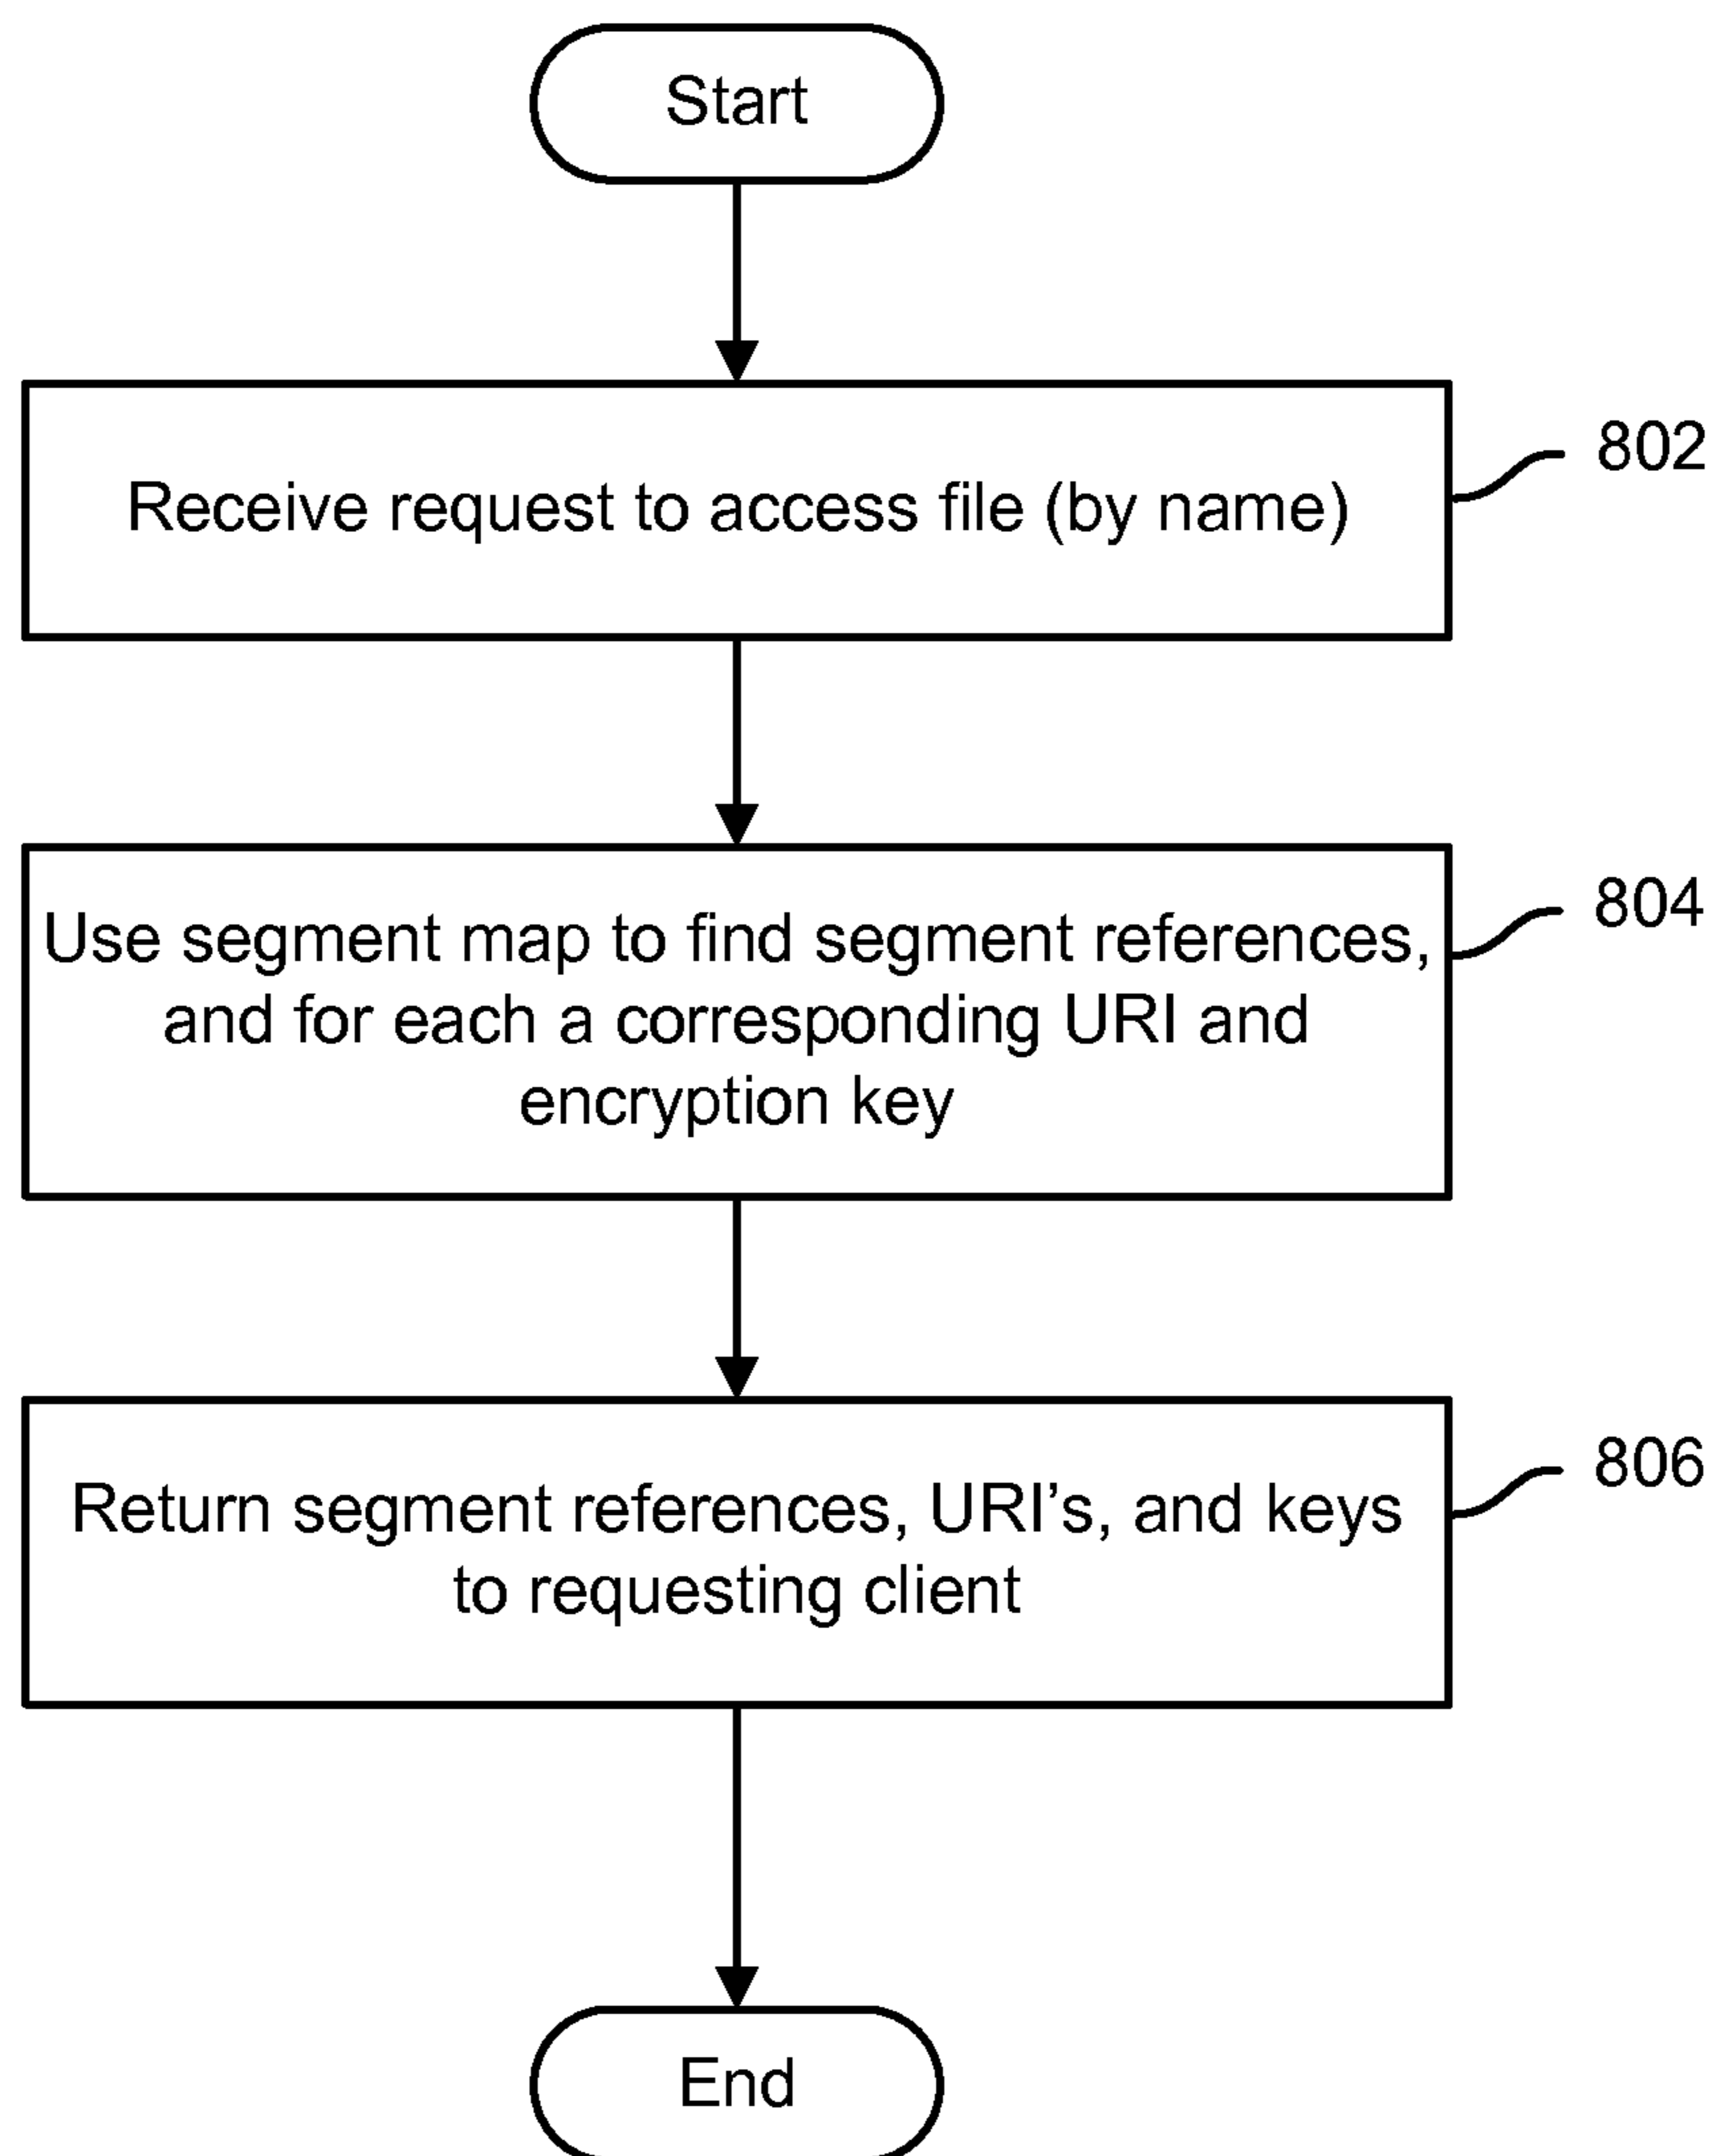 Start
Receive request to access file (by name)
802
Use segment map to find segment references,
and for each a corresponding URI and
encryption key
804
Return segment references, URI’s, and keys
to requesting client
806
End